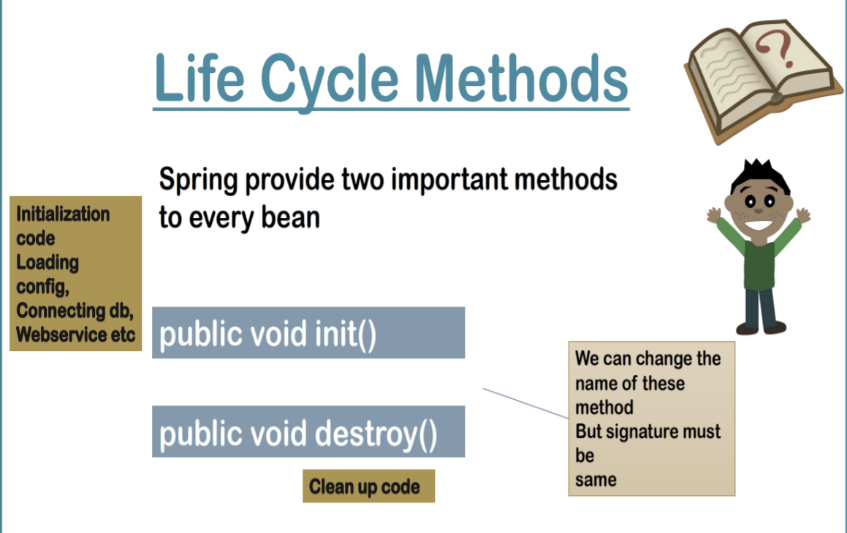 Life Cycle Methods
Spring provide two important methods
to every bean
Initialization
code
Loading
config,
Connecting db,
Webservice etc
public void init()
public void destroy()
Clean up code
We can change the
name of these
method
But signature must
be
same
?